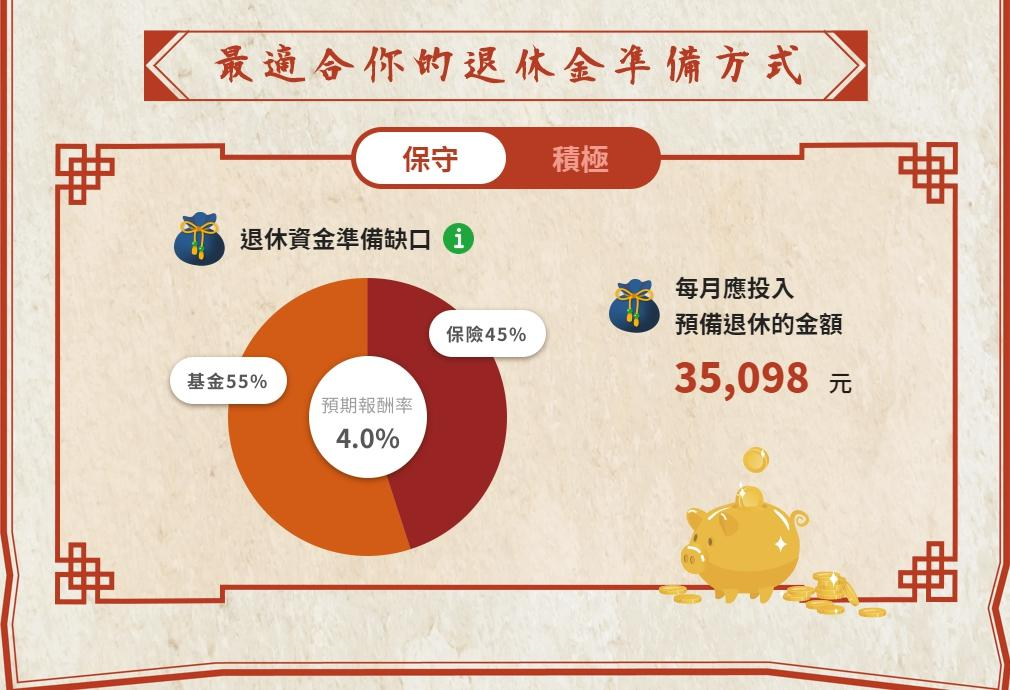 最適合你的退休金準備方式
保守
積極
退休資金準備缺口
i
保險45%
基金55%
預期報酬率
4.0%
每月應投入
預備退休的金額
35,098 元